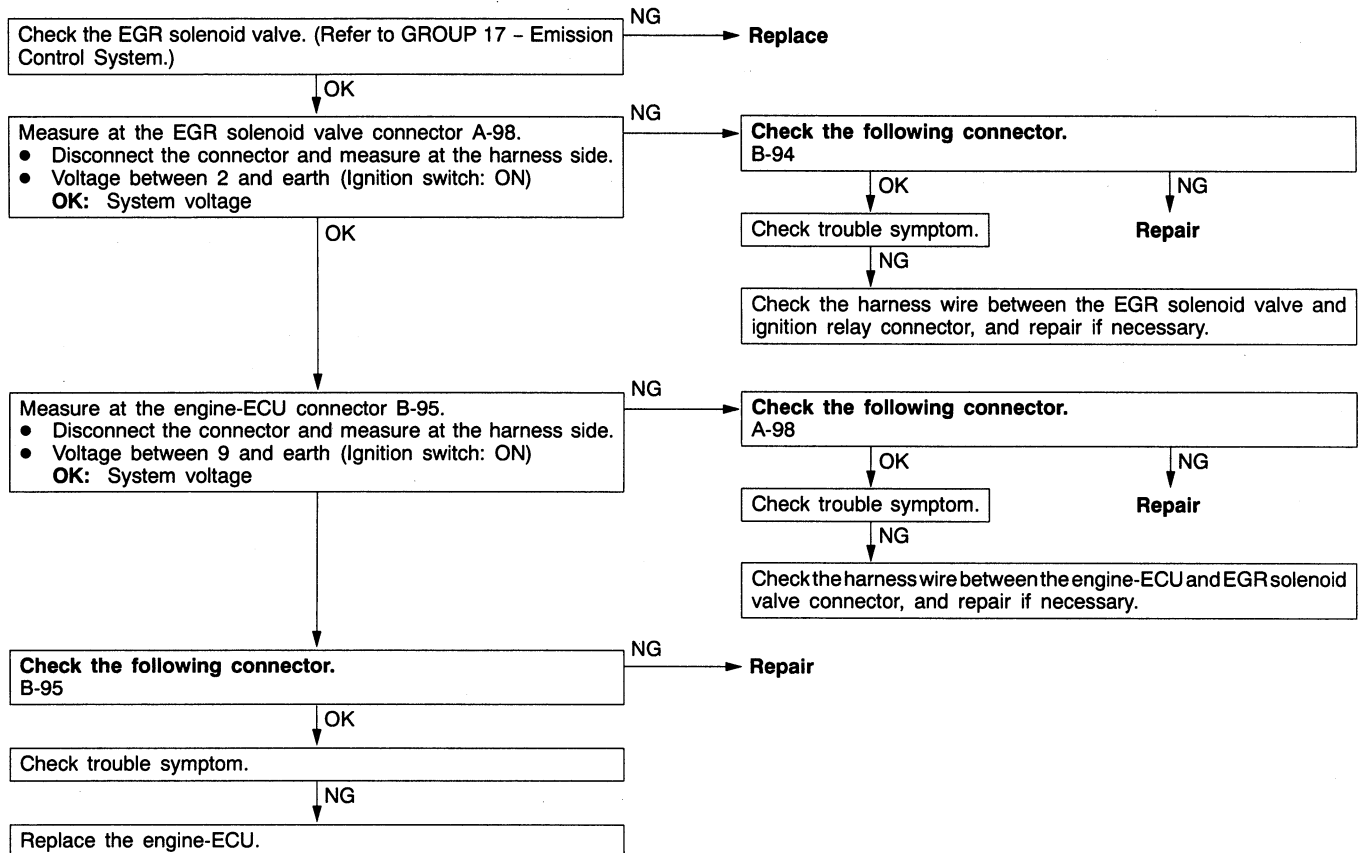 Check the EGR solenoid valve. (Refer to GROUP 17 – Emission
Control System.)
NG
Replace
OK
Measure at the EGR solenoid valve connector A-98.
● Disconnect the connector and measure at the harness side.
● Voltage between 2 and earth (Ignition switch: ON)
OK: System voltage
NG
Check the following connector.
B-94
OK
NG
Check trouble symptom.
Repair
NG
Check the harness wire between the EGR solenoid valve and
ignition relay connector, and repair if necessary.
OK
Measure at the engine-ECU connector B-95.
● Disconnect the connector and measure at the harness side.
● Voltage between 9 and earth (Ignition switch: ON)
OK: System voltage
NG
Check the following connector.
A-98
OK
NG
Check trouble symptom.
Repair
NG
Check the harness wire between the engine-ECU and EGR solenoid
valve connector, and repair if necessary.
Check the following connector.
B-95
NG
Repair
OK
Check trouble symptom.
NG
Replace the engine-ECU.